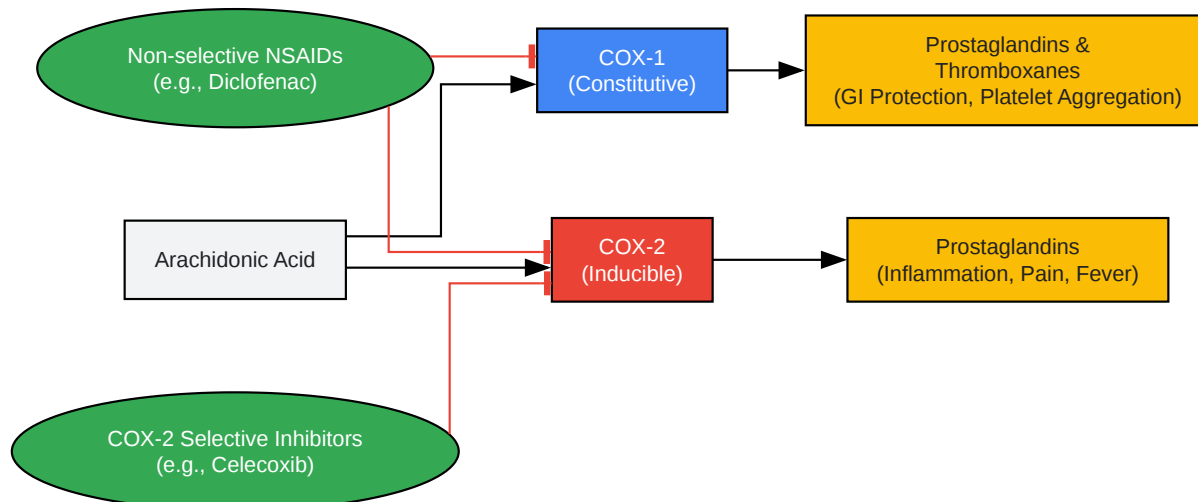 Non-selective NSAIDs
(e.g., Diclofenac)
COX-1
(Constitutive)
Prostaglandins &
Thromboxanes
(GI Protection, Platelet Aggregation)
Arachidonic Acid
COX-2
(Inducible)
Prostaglandins
(Inflammation, Pain, Fever)
COX-2 Selective Inhibitors
(e.g., Celecoxib)